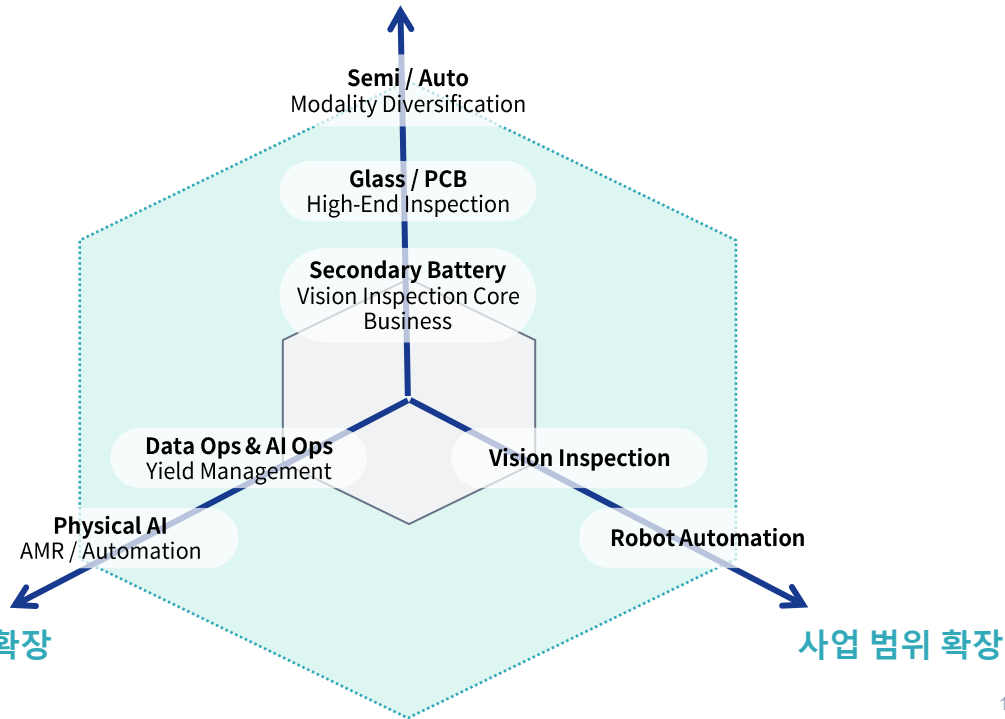 Semi / Auto
Modality Diversification
Glass / PCB
High-End Inspection
Secondary Battery
Vision Inspection Core
Business
Data Ops & AI Ops
Yield Management
Vision Inspection
Physical AI
AMR / Automation
Robot Automation
확장
사업 범위 확장